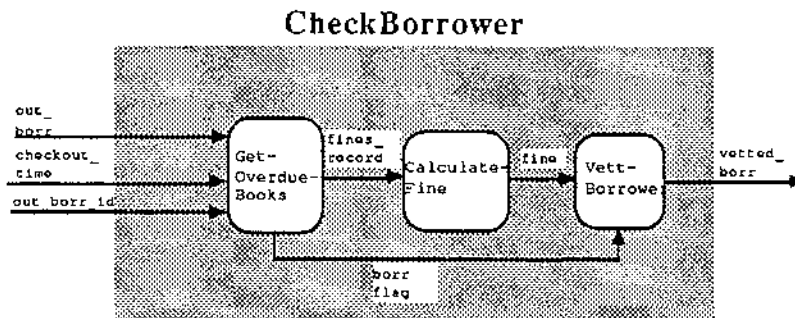 CheckBorrower
out_
borr
checkout_
time
out_borr_id
Get-
Overdue-
Books
fines_
record
Calculate-
Fine
fine
Vett-
Borrowe
vetted_
borr
borr
flag